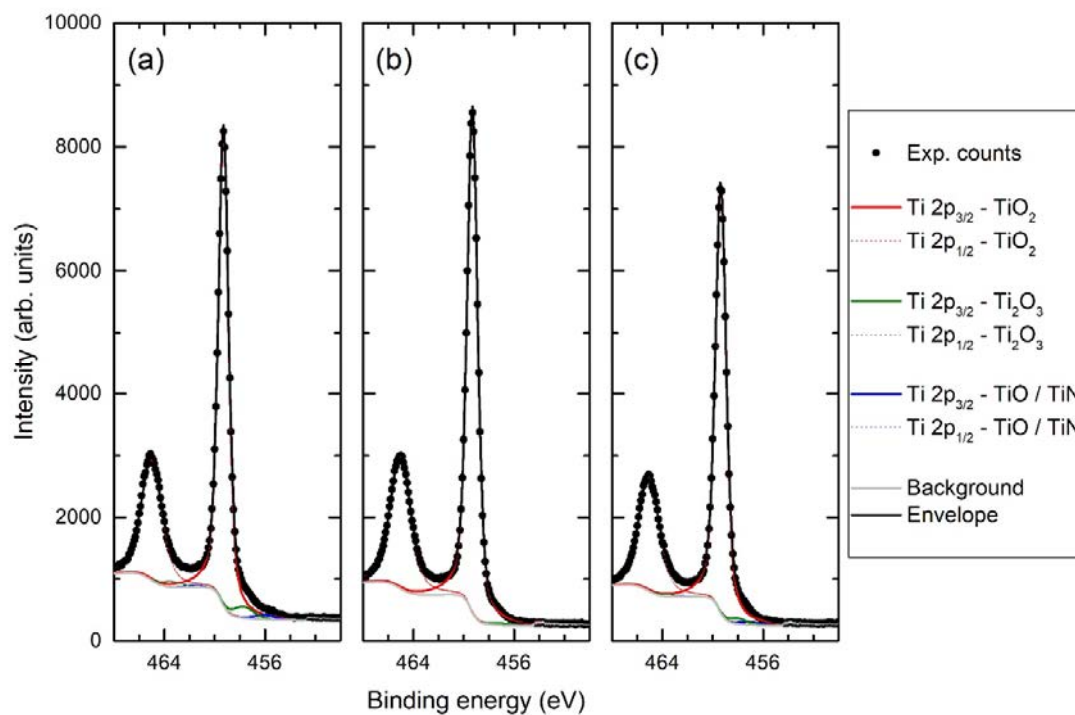 10000
8000
6000
4000
2000
0
Intensity (arb. units)
(a)
(b)
(c)
464
456
464
456
464
456
Binding energy (eV)
Exp. counts
Ti 2p3/2 - TiO2
Ti 2p1/2 - TiO2
Ti 2p3/2 - Ti2O3
Ti 2p1/2 - Ti2O3
Ti 2p3/2 - TiO / TiN
Ti 2p1/2 - TiO / TiN
Background
Envelope